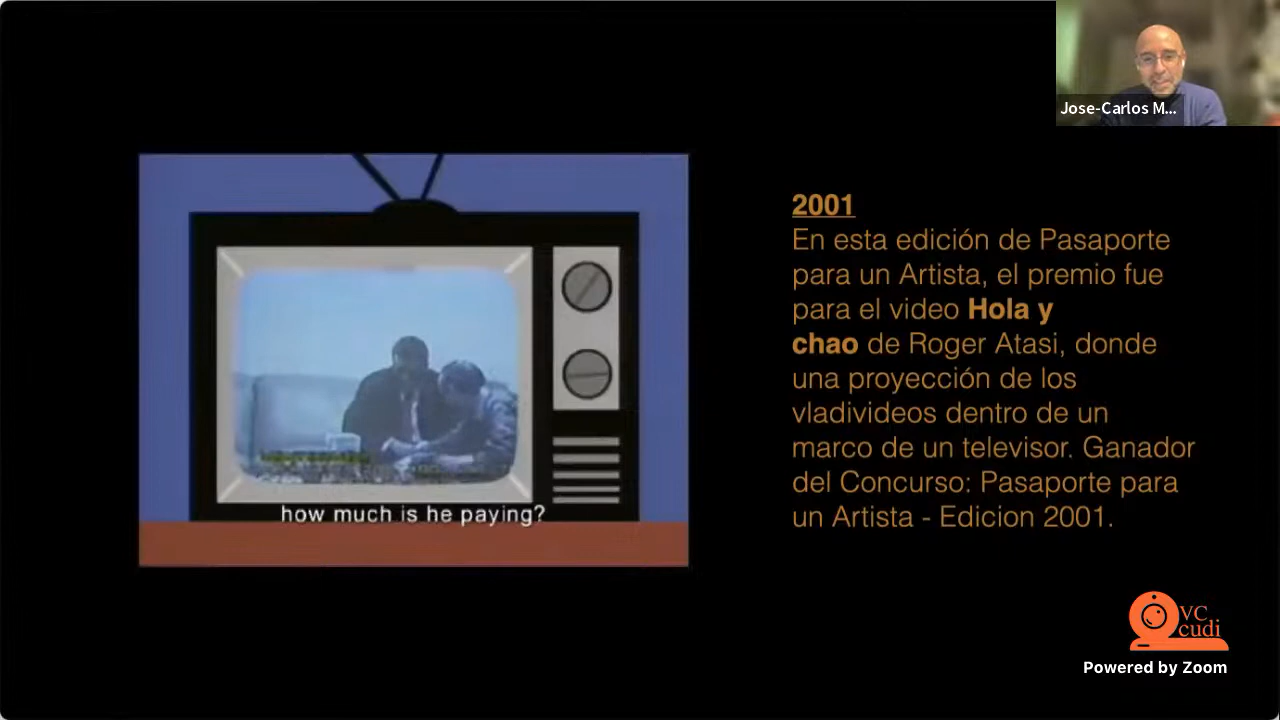 Jose-Carlos M...
2001
En esta edición de Pasaporte
para un Artista, el premio fue
para el video Hola y
chao de Roger Atasi, donde
una proyección de los
vladivideos dentro de un
marco de un televisor. Ganador
del Concurso: Pasaporte para
un Artista - Edicion 2001.
how much is he paying?
VC
cudi
Powered by Zoom